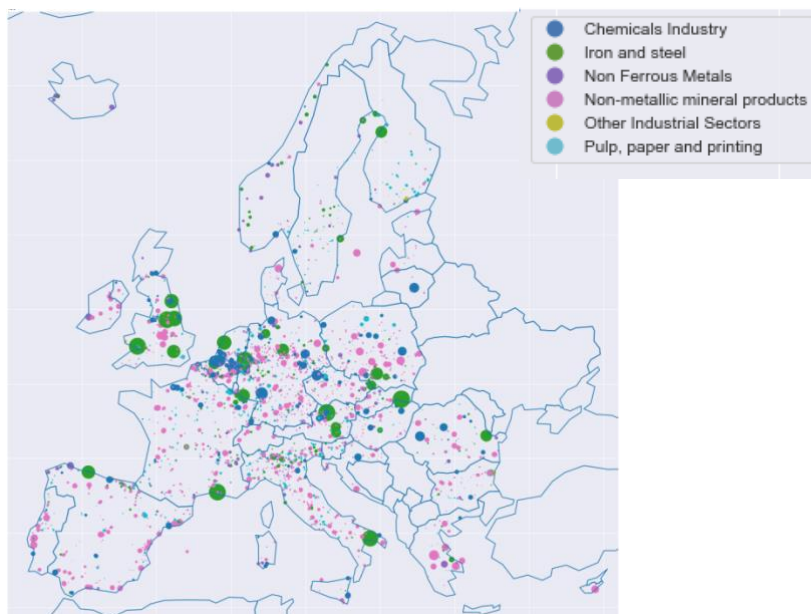 Chemicals Industry
Iron and steel
Non Ferrous Metals
Non-metallic mineral products
Other Industrial Sectors
Pulp, paper and printing